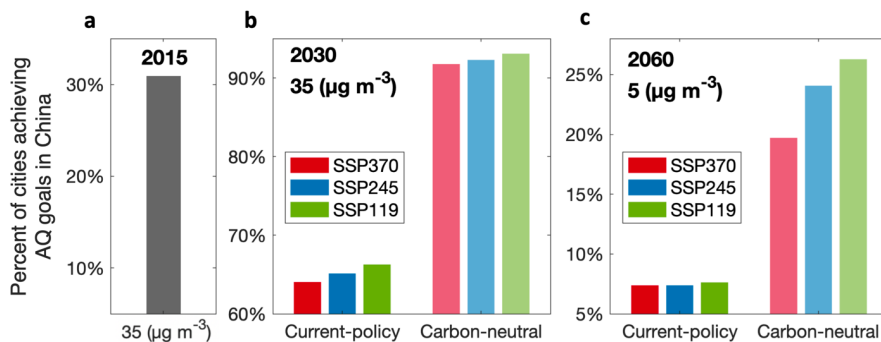 a
b
c
Percent of cities achieving
AQ goals in China
2015
30%
20%
10%
35 (μg m⁻³)
2030
35 (μg m⁻³)
90%
92%
70%
60%
SSP370
SSP245
SSP119
Current-policy
Carbon-neutral
2060
5 (μg m⁻³)
25%
20%
15%
10%
5%
SSP370
SSP245
SSP119
Current-policy
Carbon-neutral